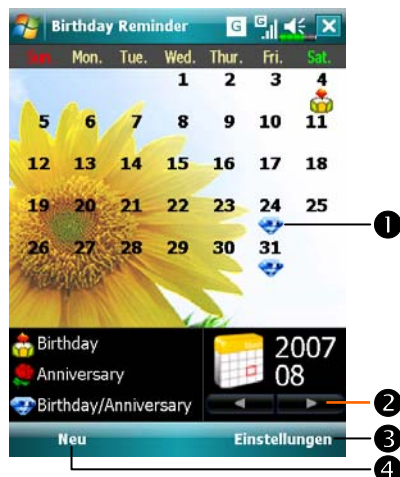 Birthday Reminder G G
Sun. Mon. Tue. Wed. Thur. Fri. Sat.
1 2 3 4
5 6 7 8 9 10 11
12 13 14 15 16 17 18
19 20 21 22 23 24 25
26 27 28 29 30 31
Birthday
Anniversary
Birthday/Anniversary
2007
08
Neu Einstellungen
1
2
3
4